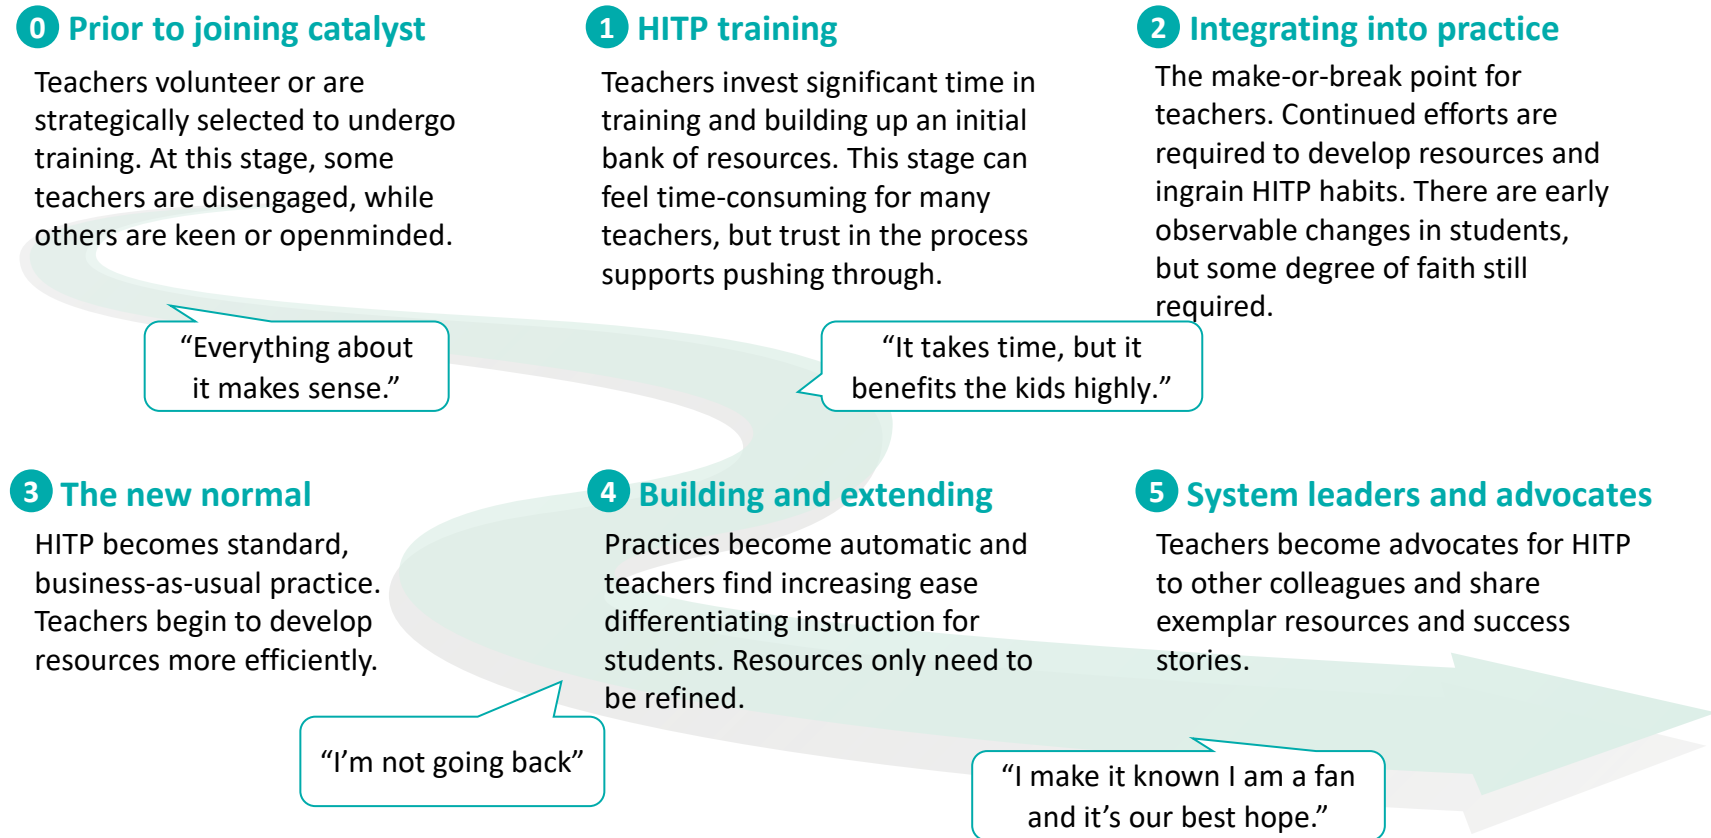 0 Prior to joining catalyst
Teachers volunteer or are
strategically selected to undergo
training. At this stage, some
teachers are disengaged, while
others are keen or openminded.
“Everything about
it makes sense.”
1 HITP training
Teachers invest significant time in
training and building up an initial
bank of resources. This stage can
feel time-consuming for many
teachers, but trust in the process
supports pushing through.
“It takes time, but it
benefits the kids highly.”
2 Integrating into practice
The make-or-break point for
teachers. Continued efforts are
required to develop resources and
ingrain HITP habits. There are early
observable changes in students,
but some degree of faith still
required.
3 The new normal
HITP becomes standard,
business-as-usual practice.
Teachers begin to develop
resources more efficiently.
“I’m not going back”
4 Building and extending
Practices become automatic and
teachers find increasing ease
differentiating instruction for
students. Resources only need to
be refined.
5 System leaders and advocates
Teachers become advocates for HITP
to other colleagues and share
exemplar resources and success
stories.
“I make it known I am a fan
and it’s our best hope.”